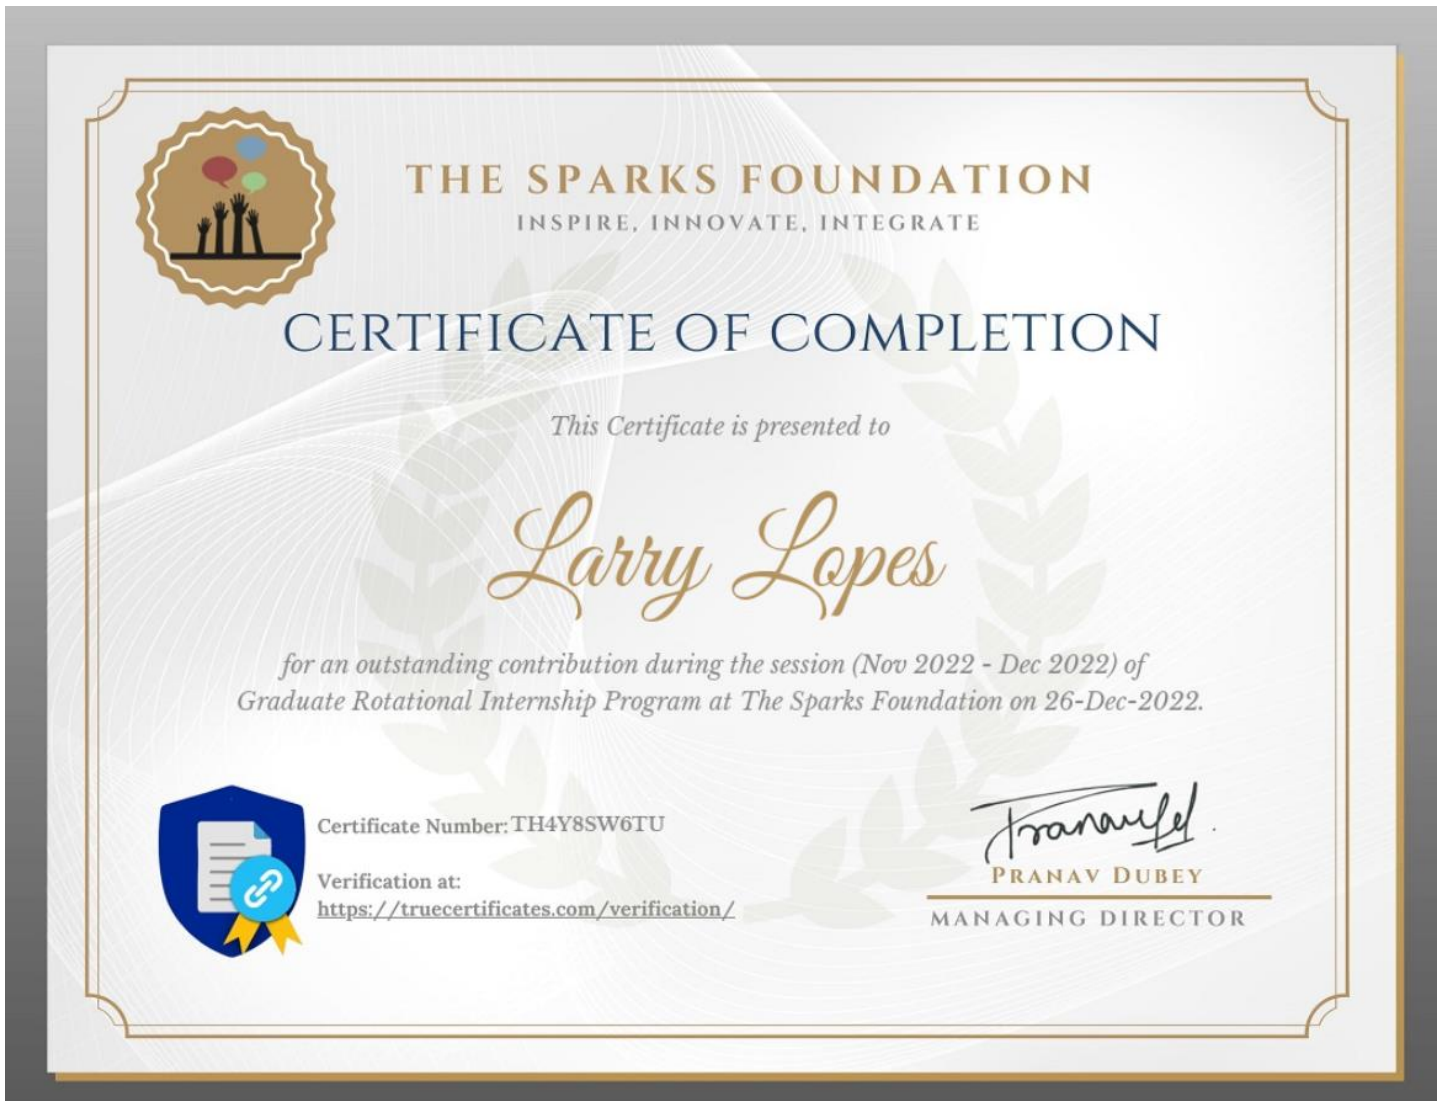 THE SPARKS FOUNDATION
INSPIRE, INNOVATE, INTEGRATE
CERTIFICATE OF COMPLETION
This Certificate is presented to
Larry Lopes
for an outstanding contribution during the session (Nov 2022 - Dec 2022) of
Graduate Rotational Internship Program at The Sparks Foundation on 26-Dec-2022.
Certificate Number: TH4Y8SW6TU
Verification at:
https://truecertificates.com/verification/
PRANAV DUBEY
MANAGING DIRECTOR